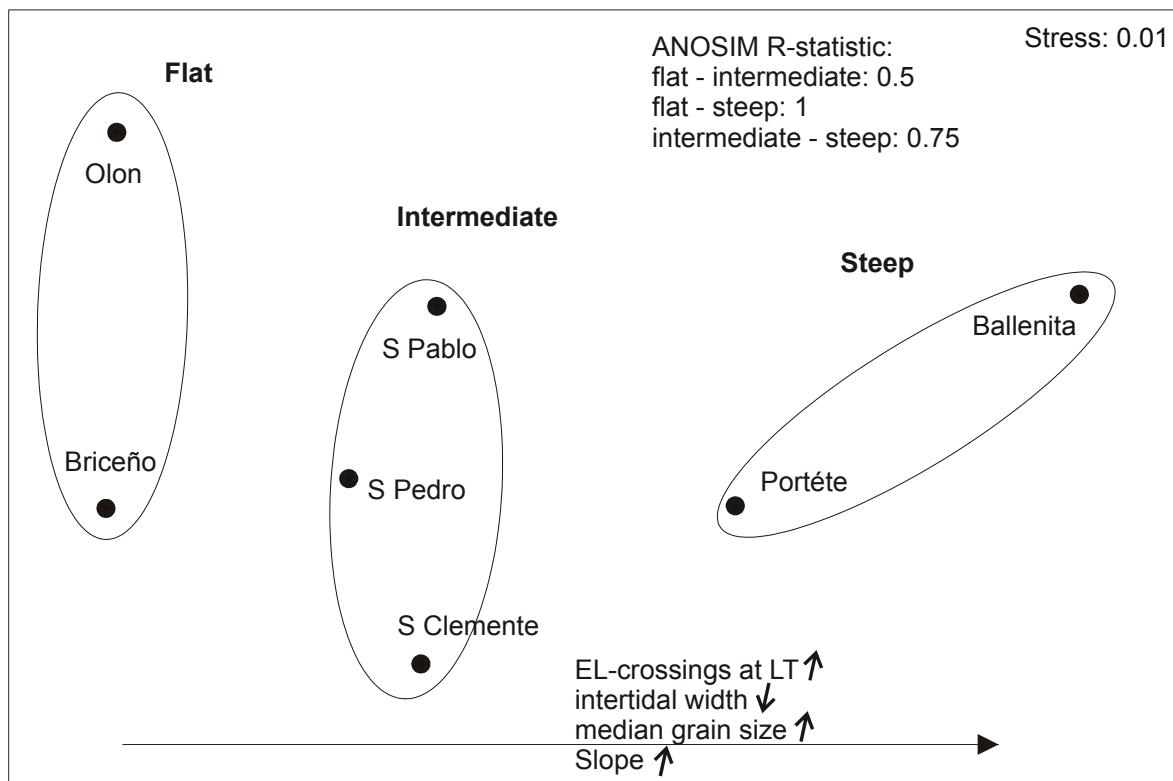 Stress: 0.01
ANOSIM R-statistic:
flat - intermediate: 0.5
flat - steep: 1
intermediate - steep: 0.75
Flat
Olon
Briceño
Intermediate
S Pablo
S Pedro
S Clemente
Steep
Ballenita
Portéte
EL-crossings at LT
intertidal width
median grain size
Slope